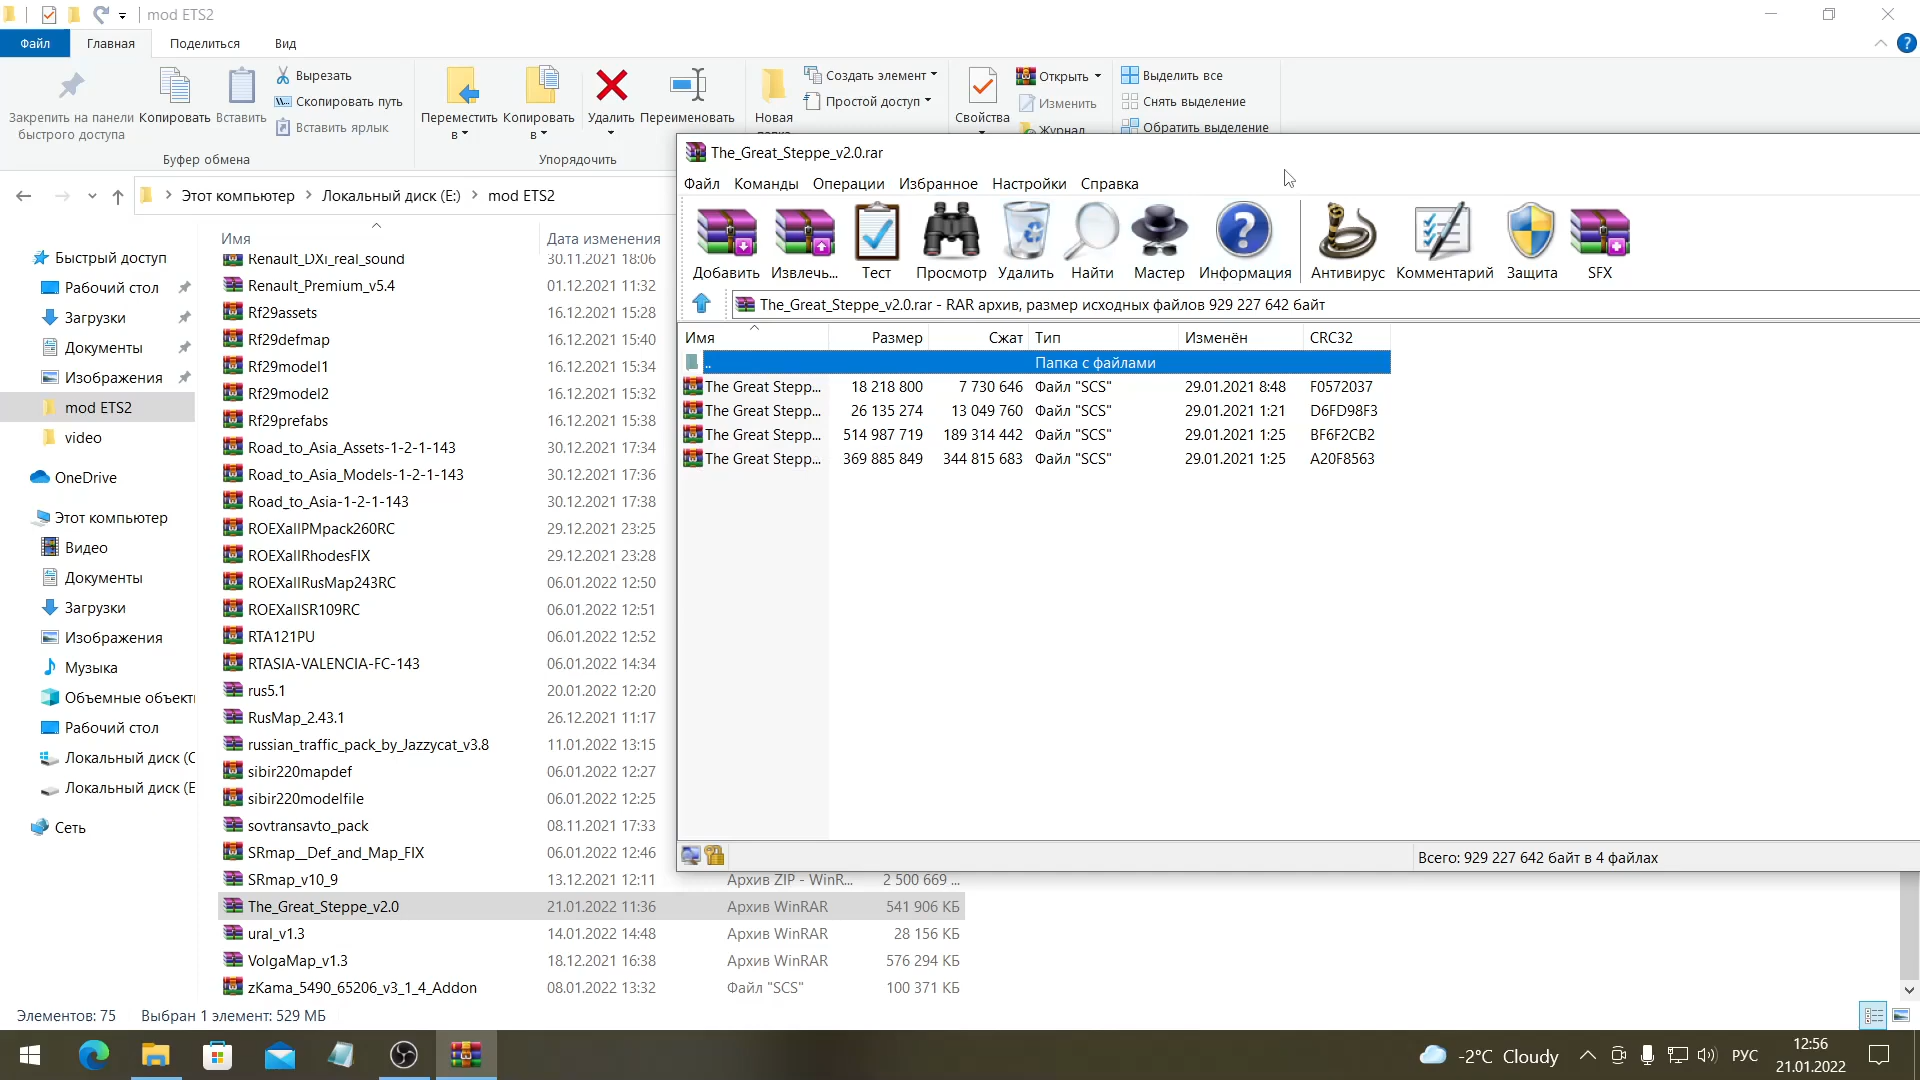 mod ETS2
Файл Главная Поделиться Вид
Закрепить на панели быстрого доступа
Копировать
Вставить
Вырезать
Скопировать путь
Вставить ярлык
Буфер обмена
Переместить в
Копировать в
Удалить
Переименовать
Упорядочить
Новая
Создать элемент
Простой доступ
Свойства
Открыть
Изменить
Журнал
Выделить все
Снять выделение
Обратить выделение
Этот компьютер > Локальный диск (E:) > mod ETS2
Быстрый доступ
Рабочий стол
Загрузки
Документы
Изображения
mod ETS2
video
OneDrive
Этот компьютер
Видео
Документы
Загрузки
Изображения
Музыка
Объемные объект
Рабочий стол
Локальный диск (C
Локальный диск (E
Сеть
Имя Дата изменения
Renault_DXi_real_sound 30.11.2021 18:06
Renault_Premium_v5.4 01.12.2021 11:32
Rf29assets 16.12.2021 15:28
Rf29defmap 16.12.2021 15:40
Rf29model1 16.12.2021 15:34
Rf29model2 16.12.2021 15:32
Rf29prefabs 16.12.2021 15:38
Road_to_Asia_Assets-1-2-1-143 30.12.2021 17:34
Road_to_Asia_Models-1-2-1-143 30.12.2021 17:36
Road_to_Asia-1-2-1-143 30.12.2021 17:38
ROEXallPMpack260RC 29.12.2021 23:25
ROEXallRhodesFIX 29.12.2021 23:28
ROEXallRusMap243RC 06.01.2022 12:50
ROEXallSR109RC 06.01.2022 12:51
RTA121PU 06.01.2022 12:52
RTASIA-VALENCIA-FC-143 06.01.2022 14:34
rus5.1 20.01.2022 12:20
RusMap_2.43.1 26.12.2021 11:17
russian_traffic_pack_by_Jazzycat_v3.8 11.01.2022 13:15
sibir220mapdef 06.01.2022 12:27
sibir220modelfile 06.01.2022 12:25
sovtransavto_pack 08.11.2021 17:33
SRmap__Def_and_Map_FIX 06.01.2022 12:46
SRmap_v10_9 13.12.2021 12:11 Архив ZIP - WinR... 2 500 669 ...
The_Great_Steppe_v2.0 21.01.2022 11:36 Архив WinRAR 541 906 КБ
ural_v1.3 14.01.2022 14:48 Архив WinRAR 28 156 КБ
VolgaMap_v1.3 18.12.2021 16:38 Архив WinRAR 576 294 КБ
zKama_5490_65206_v3_1_4_Addon 08.01.2022 13:32 Файл "SCS" 100 371 КБ
The_Great_Steppe_v2.0.rar
Файл Команды Операции Избранное Настройки Справка
Добавить Извлечь... Тест Просмотр Удалить Найти Мастер Информация Антивирус Комментарий Защита SFX
The_Great_Steppe_v2.0.rar - RAR архив, размер исходных файлов 929 227 642 байт
Имя Размер Сжат Тип Изменён CRC32
.. Папка с файлами
The Great Stepp... 18 218 800 7 730 646 Файл "SCS" 29.01.2021 8:48 F0572037
The Great Stepp... 26 135 274 13 049 760 Файл "SCS" 29.01.2021 1:21 D6FD98F3
The Great Stepp... 514 987 719 189 314 442 Файл "SCS" 29.01.2021 1:25 BF6F2CB2
The Great Stepp... 369 885 849 344 815 683 Файл "SCS" 29.01.2021 1:25 A20F8563
Всего: 929 227 642 байт в 4 файлах
Элементов: 75 Выбран 1 элемент: 529 МБ
-2°C Cloudy
РУС
12:56
21.01.2022